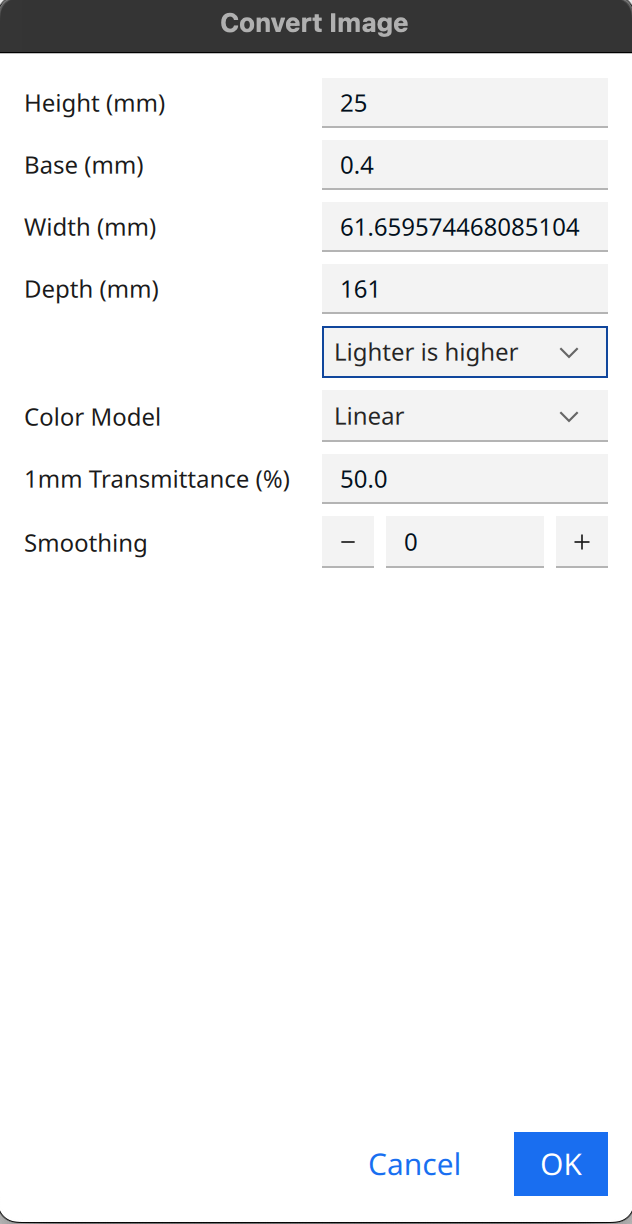 Convert Image
Height (mm) 25
Base (mm) 0.4
Width (mm) 61.659574468085104
Depth (mm) 161
Lighter is higher
Color Model Linear
1mm Transmittance (%) 50.0
Smoothing − 0 +
Cancel OK